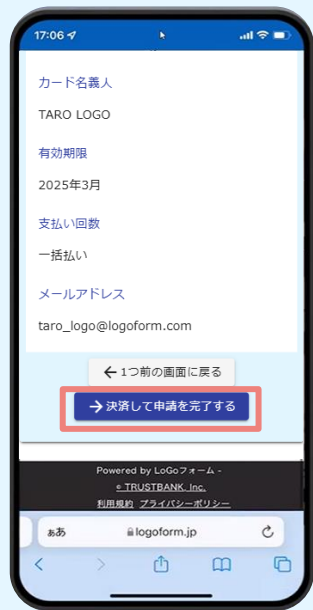 17:06
カード名義人
TARO LOGO
有効期限
2025年3月
支払い回数
一括払い
メールアドレス
taro_logo@logoform.com
←1つ前の画面に戻る
→決済して申請を完了する
Powered by LoGoフォーム -
© TRUSTBANK, Inc.
利用規約 プライバシーポリシー
ぁあ logoform.jp